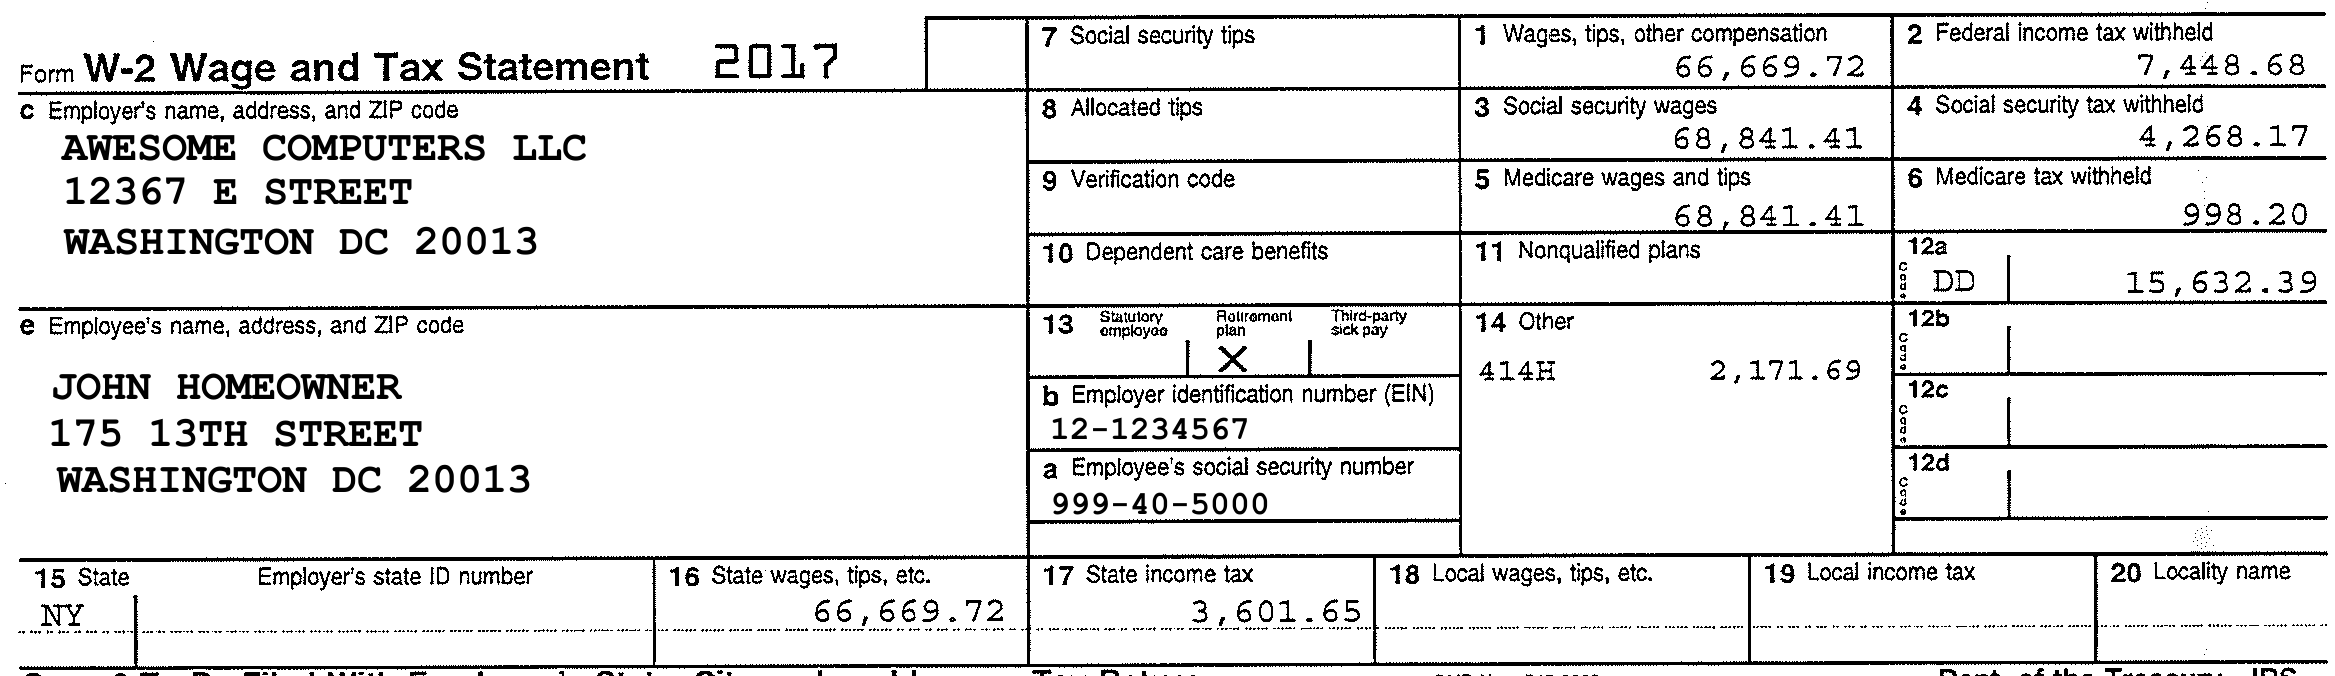 Form W-2 Wage and Tax Statement 2017
7 Social security tips
1 Wages, tips, other compensation
66,669.72
2 Federal income tax withheld
7,448.68
c Employer's name, address, and ZIP code
AWESOME COMPUTERS LLC
12367 E STREET
WASHINGTON DC 20013
8 Allocated tips
3 Social security wages
68,841.41
4 Social security tax withheld
4,268.17
9 Verification code
5 Medicare wages and tips
68,841.41
6 Medicare tax withheld
998.20
10 Dependent care benefits
11 Nonqualified plans
12a
Code
DD 15,632.39
e Employee's name, address, and ZIP code
JOHN HOMEOWNER
175 13TH STREET
WASHINGTON DC 20013
13 Statutory employee
Retirement plan
Third-party sick pay
X
14 Other
414H 2,171.69
12b
Code
b Employer identification number (EIN)
12-1234567
12c
Code
a Employee's social security number
999-40-5000
12d
Code
15 State Employer's state ID number
NY
16 State wages, tips, etc.
66,669.72
17 State income tax
3,601.65
18 Local wages, tips, etc.
19 Local income tax
20 Locality name